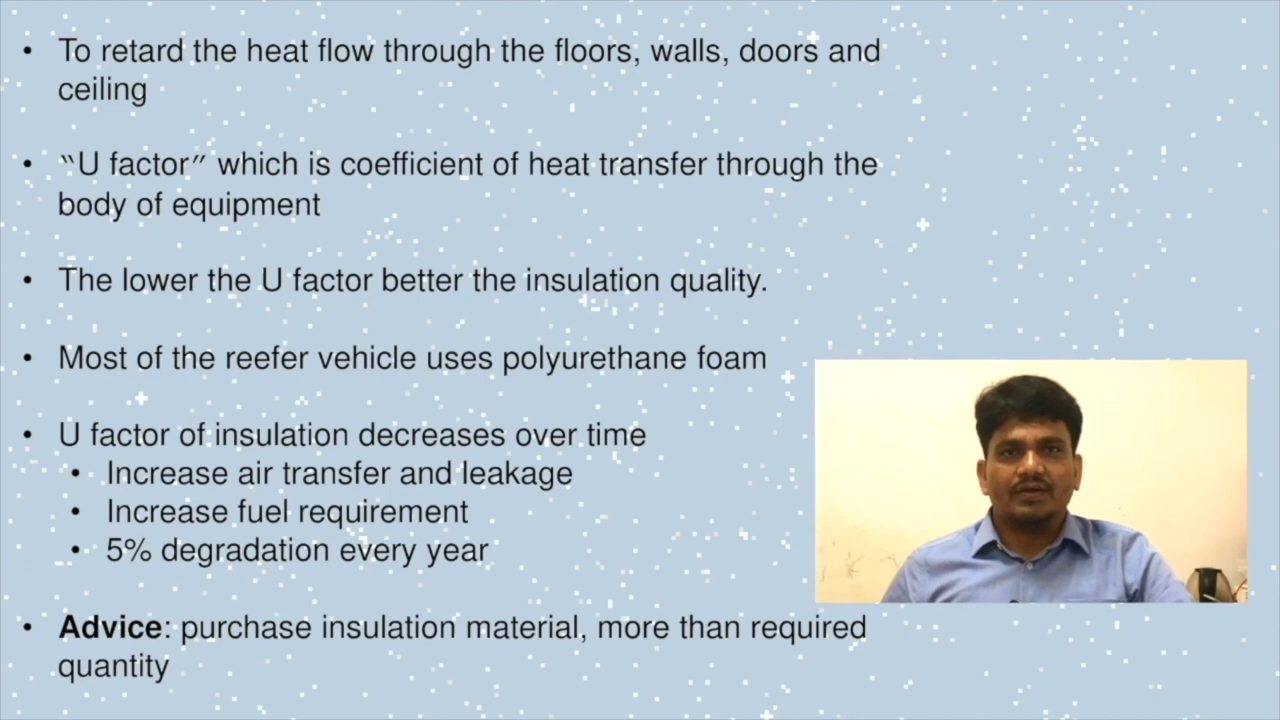 • To retard the heat flow through the floors, walls, doors and
ceiling
• “U factor” which is coefficient of heat transfer through the
body of equipment
• The lower the U factor better the insulation quality.
• Most of the reefer vehicle uses polyurethane foam
• U factor of insulation decreases over time
• Increase air transfer and leakage
• Increase fuel requirement
• 5% degradation every year
• Advice: purchase insulation material, more than required
quantity